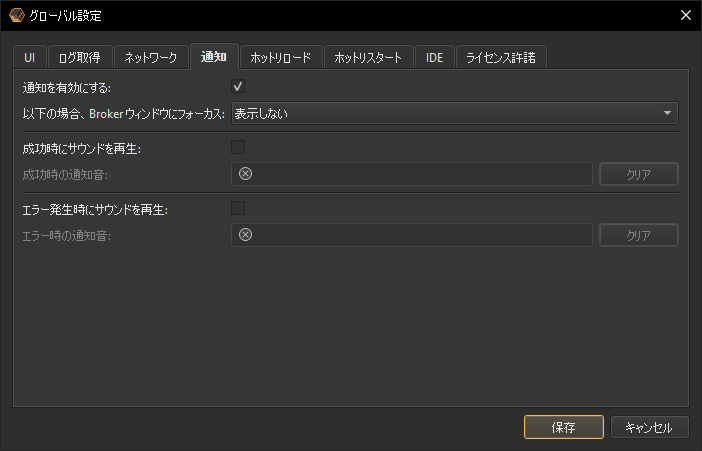 グローバル設定
UI ログ取得 ネットワーク 通知 ホットリロード ホットリスタート IDE ライセンス許諾
通知を有効にする:
以下の場合、Brokerウィンドウにフォーカス: 表示しない
成功時にサウンドを再生:
成功時の通知音: クリア
エラー発生時にサウンドを再生:
エラー時の通知音: クリア
保存 キャンセル